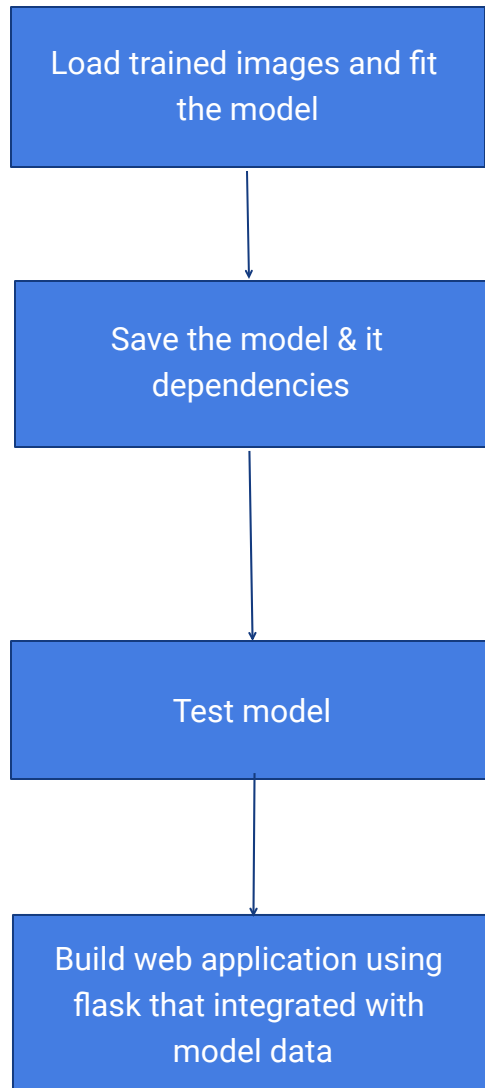 Load trained images and fit
the model
Save the model & it
dependencies
Test model
Build web application using
flask that integrated with
model data